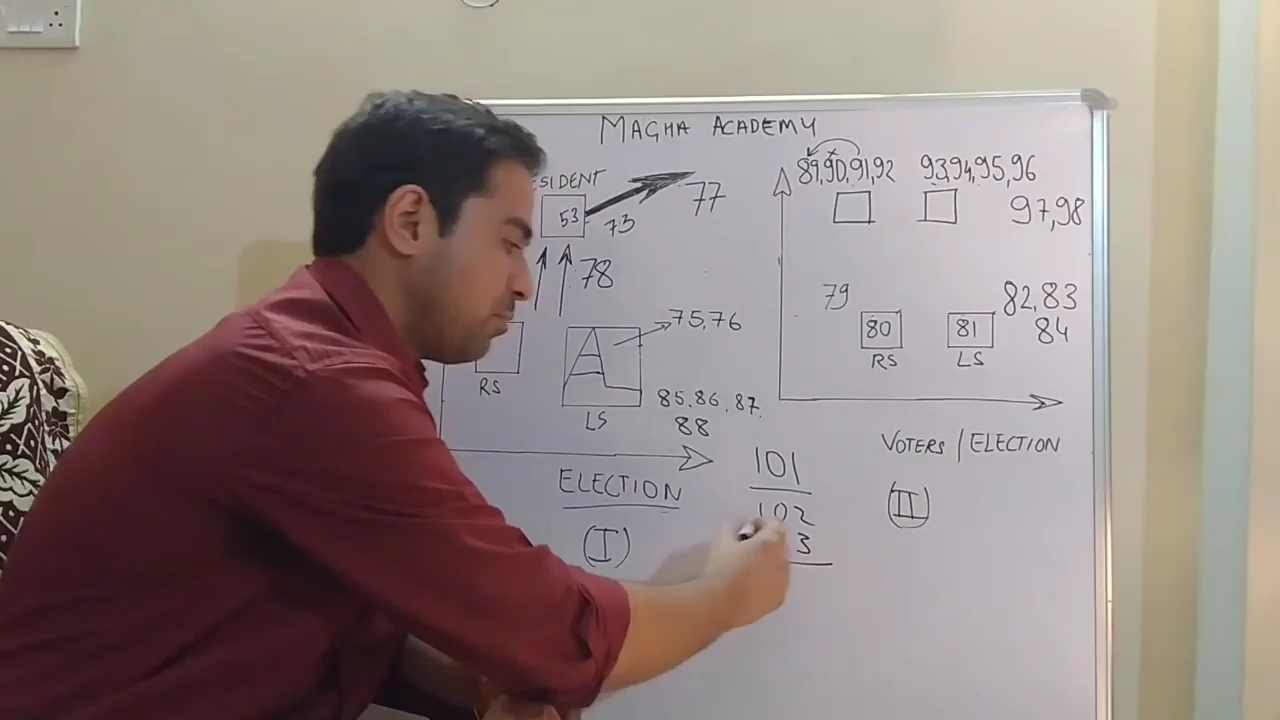 MAGHA ACADEMY
ESIDENT
53
73
77
78
75,76
RS
LS
85,86,87,
88
ELECTION
(I)
101
102
3
89,90,91,92
93,94,95,96
97,98
79
80
81
82,83
84
RS
LS
VOTERS/ELECTION
(II)